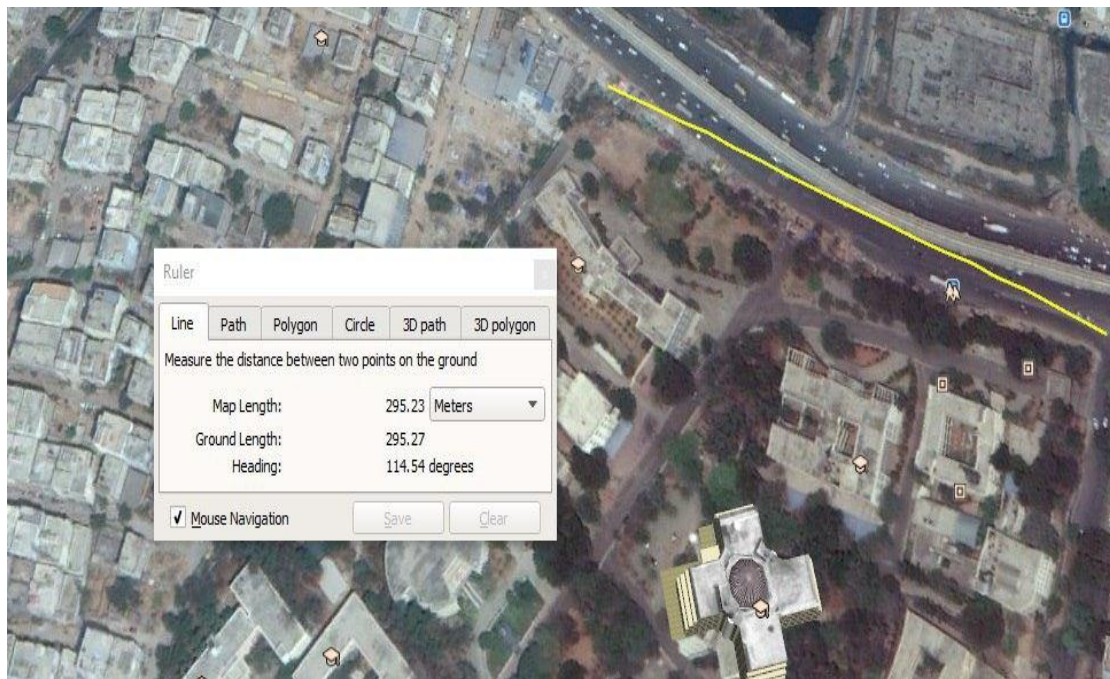 Ruler
Line Path Polygon Circle 3D path 3D polygon
Measure the distance between two points on the ground
Map Length: 295.23 Meters
Ground Length: 295.27
Heading: 114.54 degrees
Mouse Navigation Save Clear